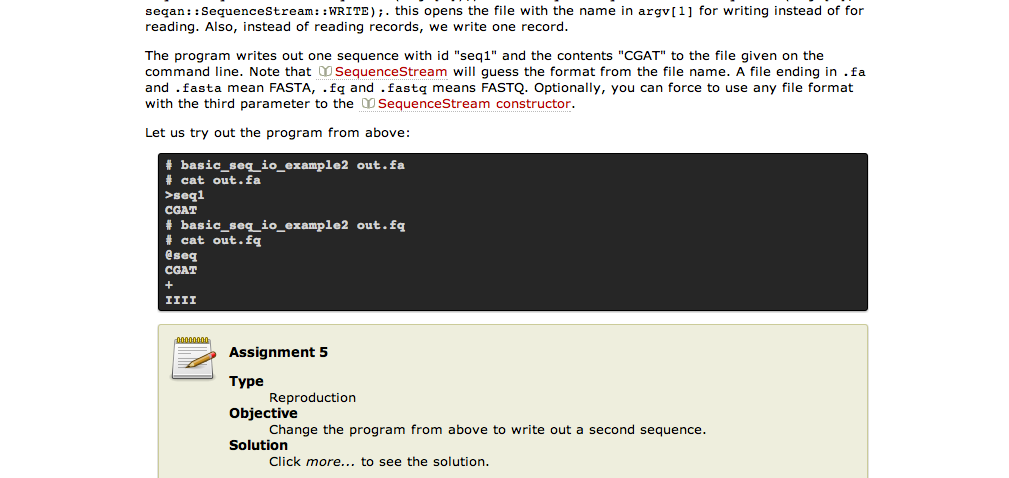 seqan::SequenceStream::WRITE);. this opens the file with the name in argv[1] for writing instead of for
reading. Also, instead of reading records, we write one record.
The program writes out one sequence with id "seq1" and the contents "CGAT" to the file given on the
command line. Note that SequenceStream will guess the format from the file name. A file ending in .fa
and .fasta mean FASTA, .fq and .fastq means FASTQ. Optionally, you can force to use any file format
with the third parameter to the SequenceStream constructor.
Let us try out the program from above:
# basic_seq_io_example2 out.fa
# cat out.fa
>seq1
CGAT
# basic_seq_io_example2 out.fq
# cat out.fq
@seq
CGAT
+
IIII
Assignment 5
Type
Reproduction
Objective
Change the program from above to write out a second sequence.
Solution
Click more... to see the solution.